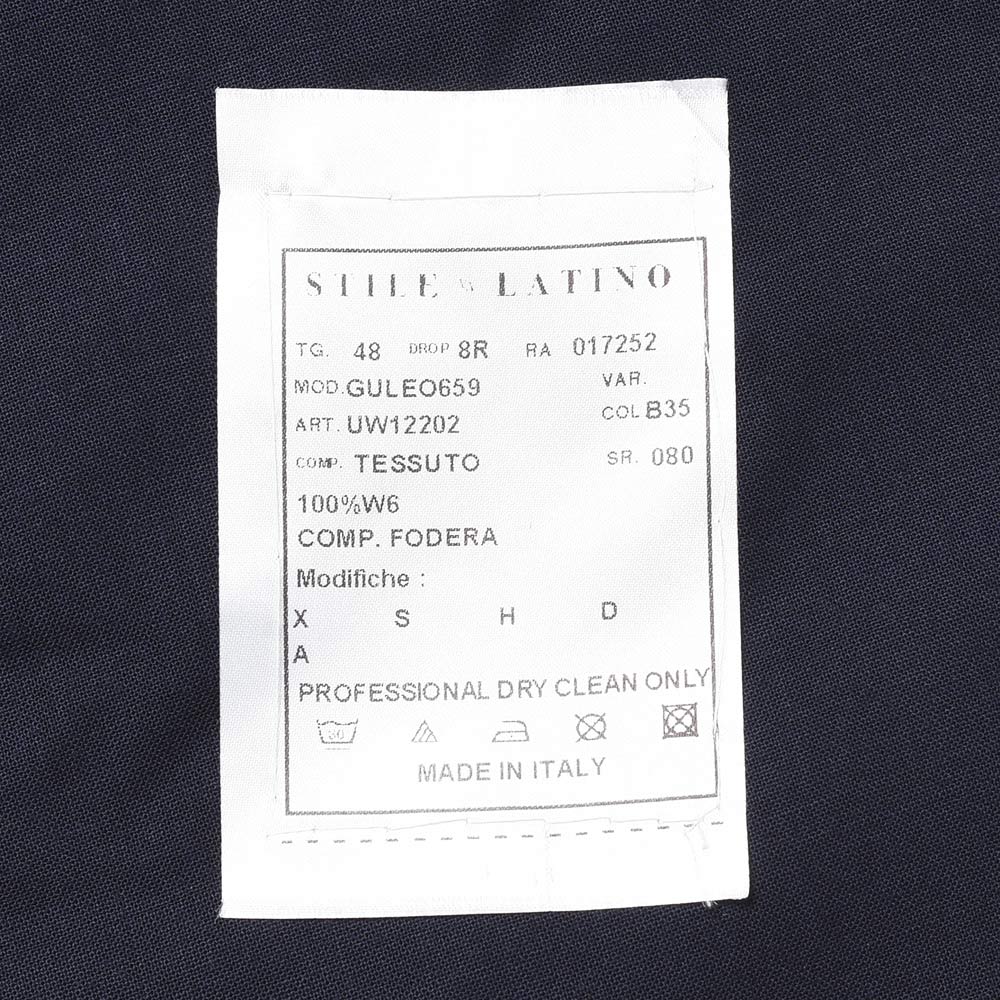 STILE LATINO
TG. 48 DROP 8R RA 017252
MOD.GULEO659 VAR.
ART. UW12202 COL B35
COMP. TESSUTO SR. 080
100%W6
COMP. FODERA
Modifiche :
X S H D
A
PROFESSIONAL DRY CLEAN ONLY
30
MADE IN ITALY